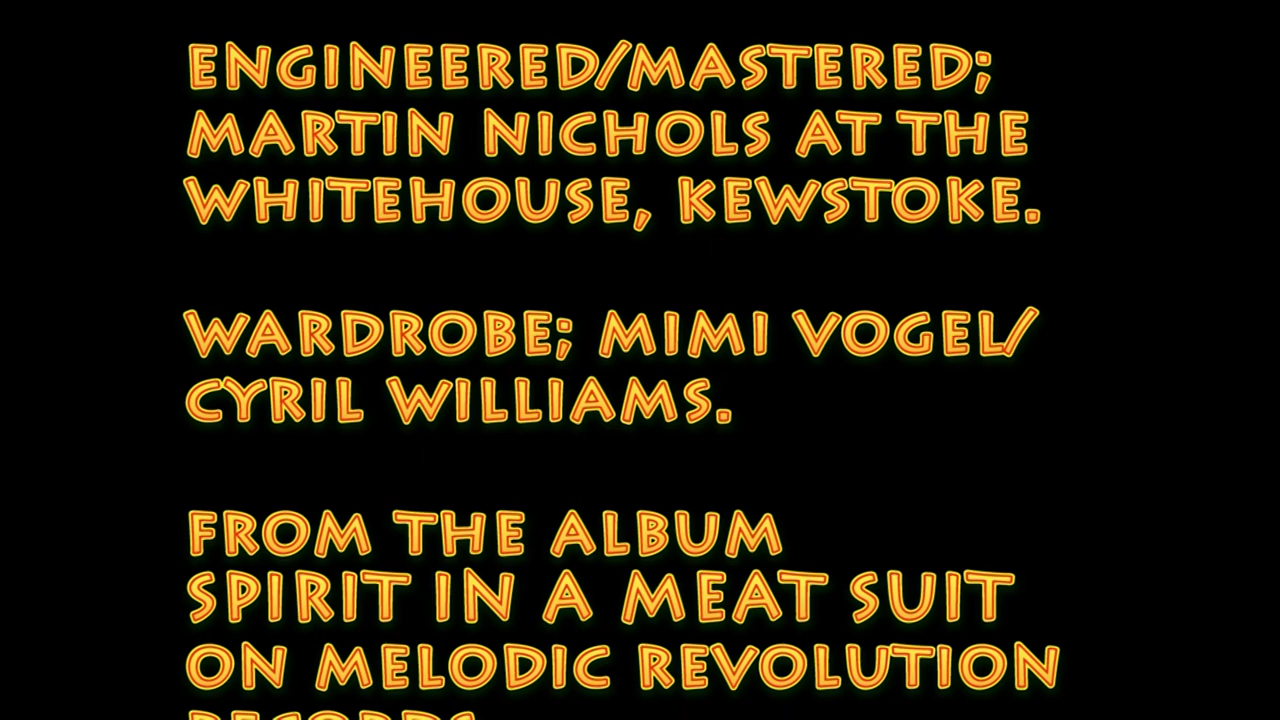 ENGINEERED/MASTERED;
MARTIN NICHOLS AT THE
WHITEHOUSE, KEWSTOKE.
WARDROBE; MIMI VOGEL/
CYRIL WILLIAMS.
FROM THE ALBUM
SPIRIT IN A MEAT SUIT
ON MELODIC REVOLUTION